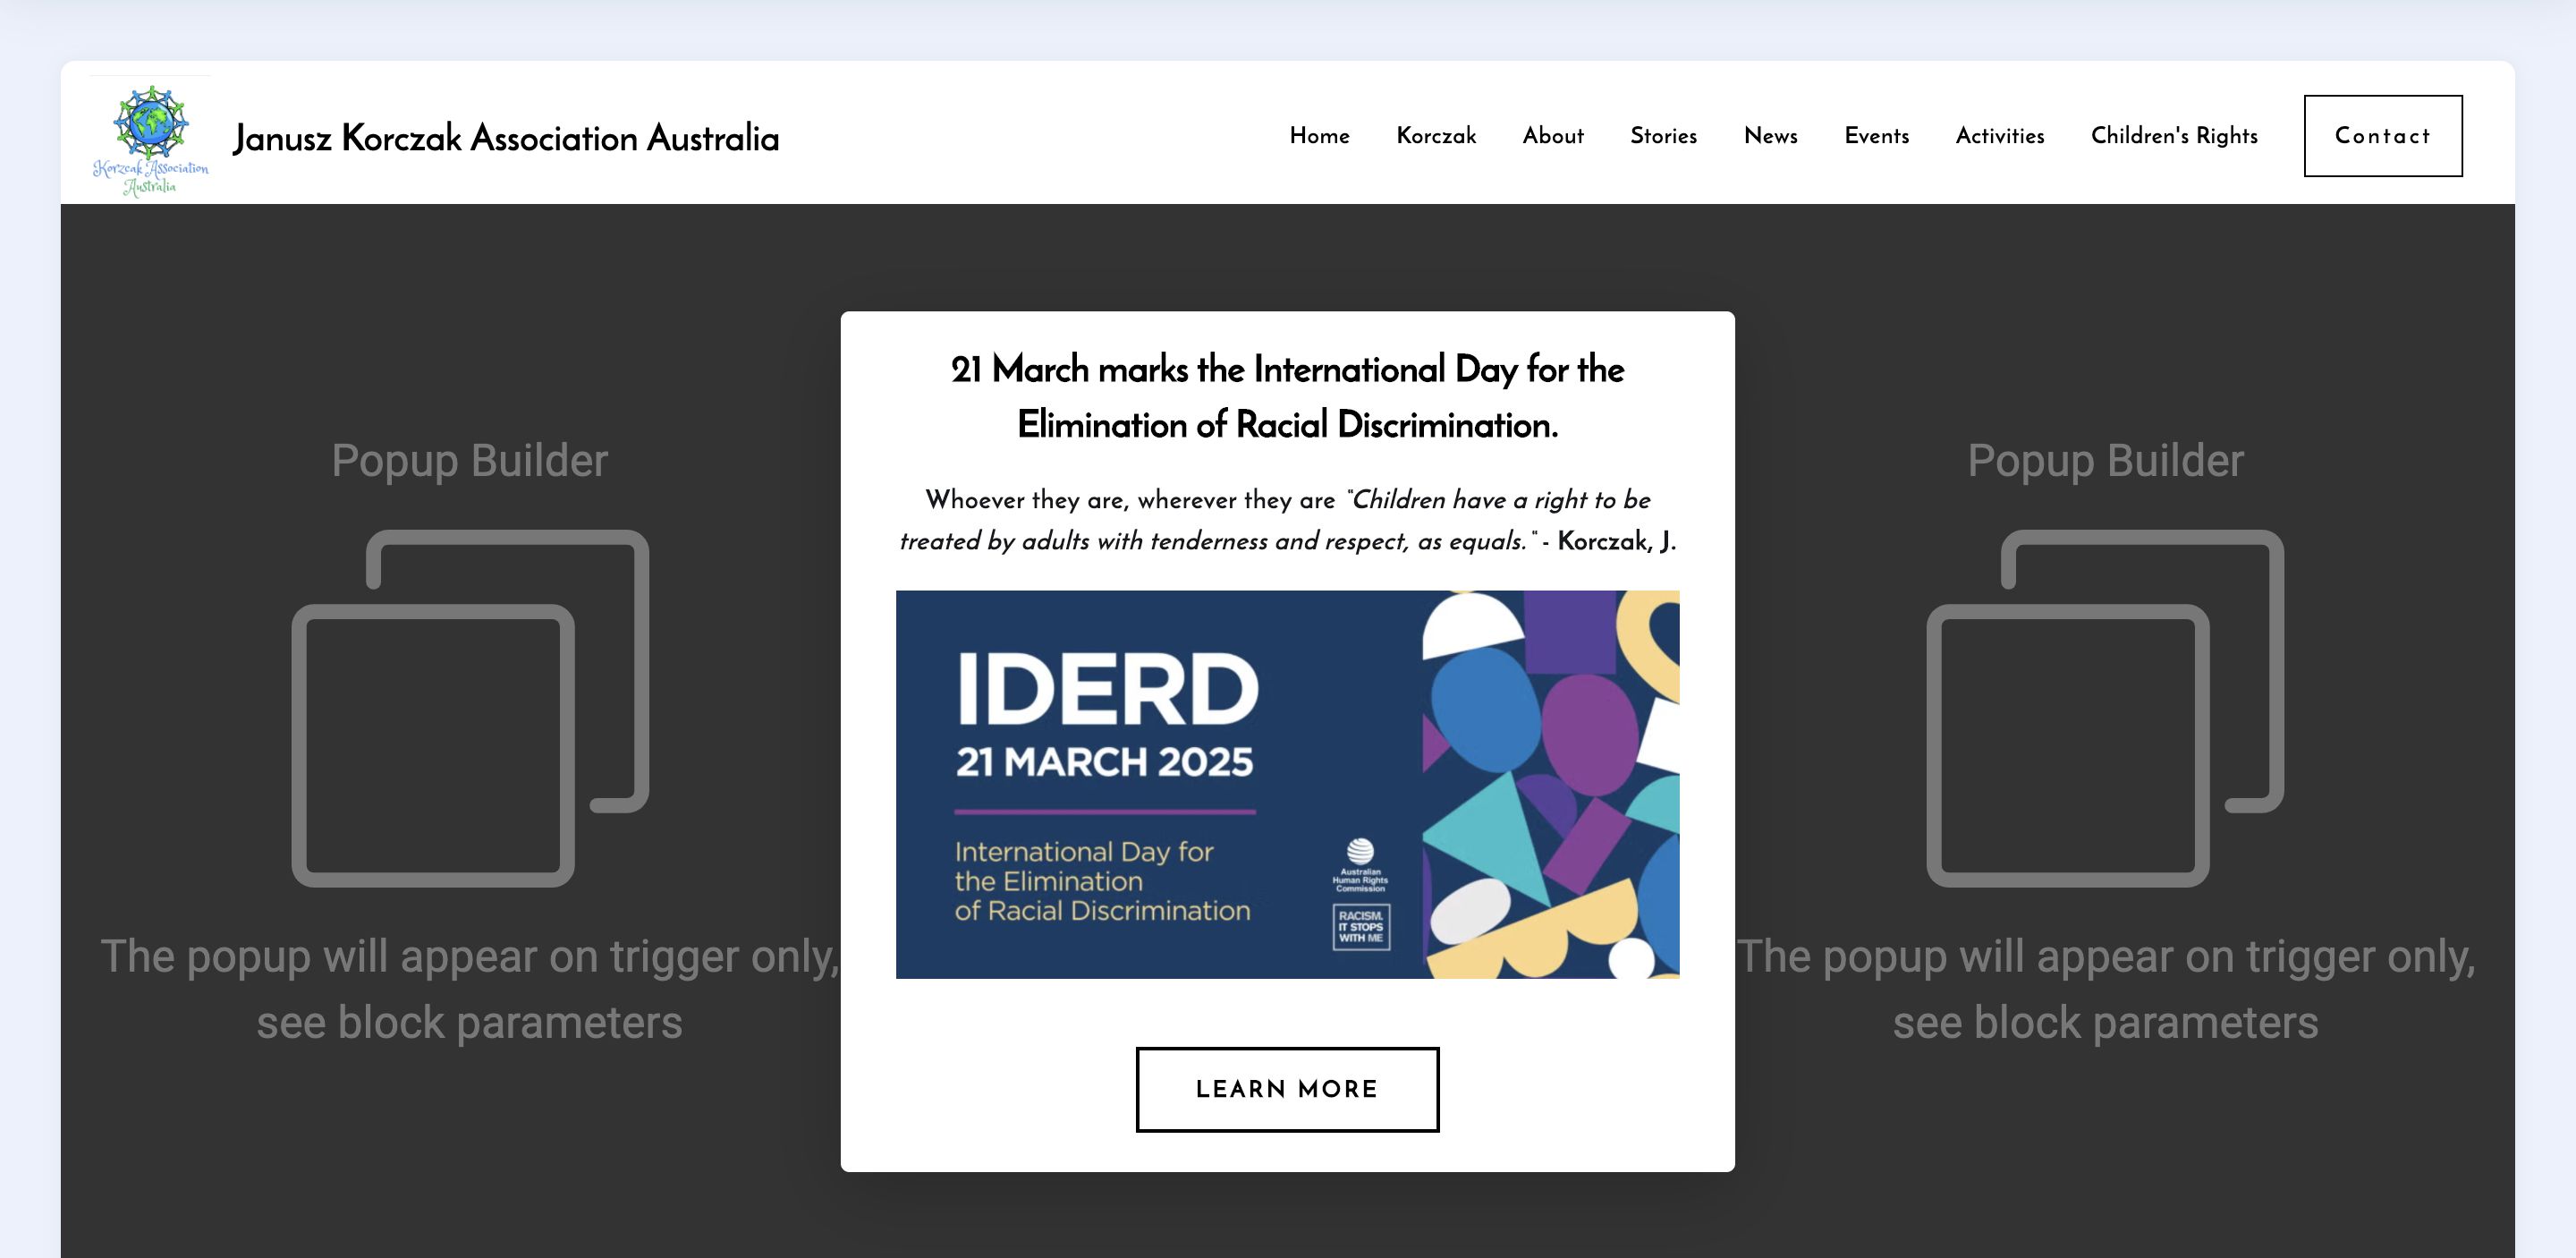 Korzcak Association
Australia
Janusz Korczak Association Australia
Home Korczak About Stories News Events Activities Children's Rights Contact
Popup Builder
The popup will appear on trigger only,
see block parameters
21 March marks the International Day for the
Elimination of Racial Discrimination.
Whoever they are, wherever they are "Children have a right to be
treated by adults with tenderness and respect, as equals." - Korczak, J.
IDERD
21 MARCH 2025
International Day for
the Elimination
of Racial Discrimination
Australian
Human Rights
Commission
RACISM.
IT STOPS
WITH ME
LEARN MORE
Popup Builder
The popup will appear on trigger only,
see block parameters